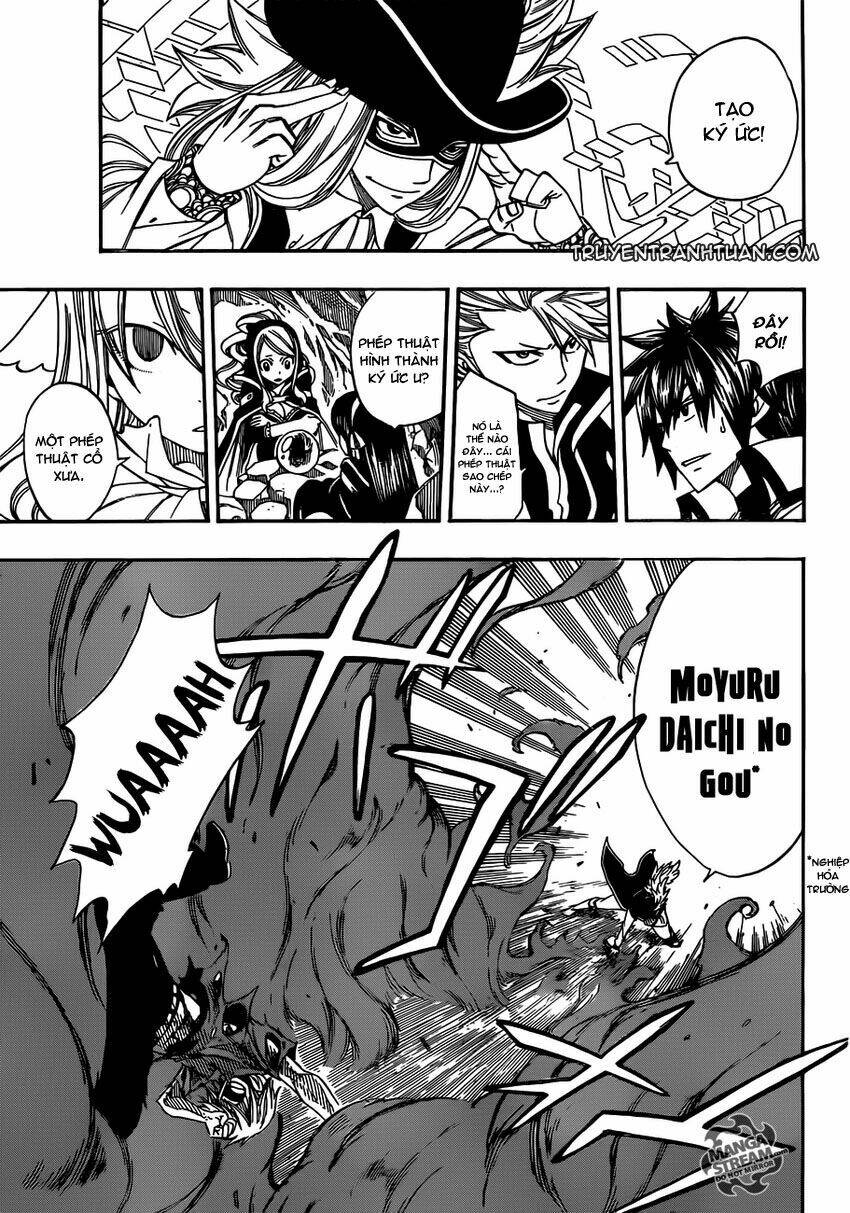 TẠO
KÝ ỨC!
TRUYENTRANHTUAN.COM
ĐÂY
RỒI!
NÓ LÀ
THẾ NÀO
ĐÂY... CÁI
PHÉP THUẬT
SAO CHÉP
NÀY...?
PHÉP THUẬT
HÌNH THÀNH
KÝ ỨC Ư?
MỘT PHÉP
THUẬT CỔ
XƯA.
MOYURU
DAICHI NO
GOU*
*NGHIỆP
HỎA
TRƯỜNG
WUAAAAAH
MANGA
STREAM.com
DO NOT MIRROR